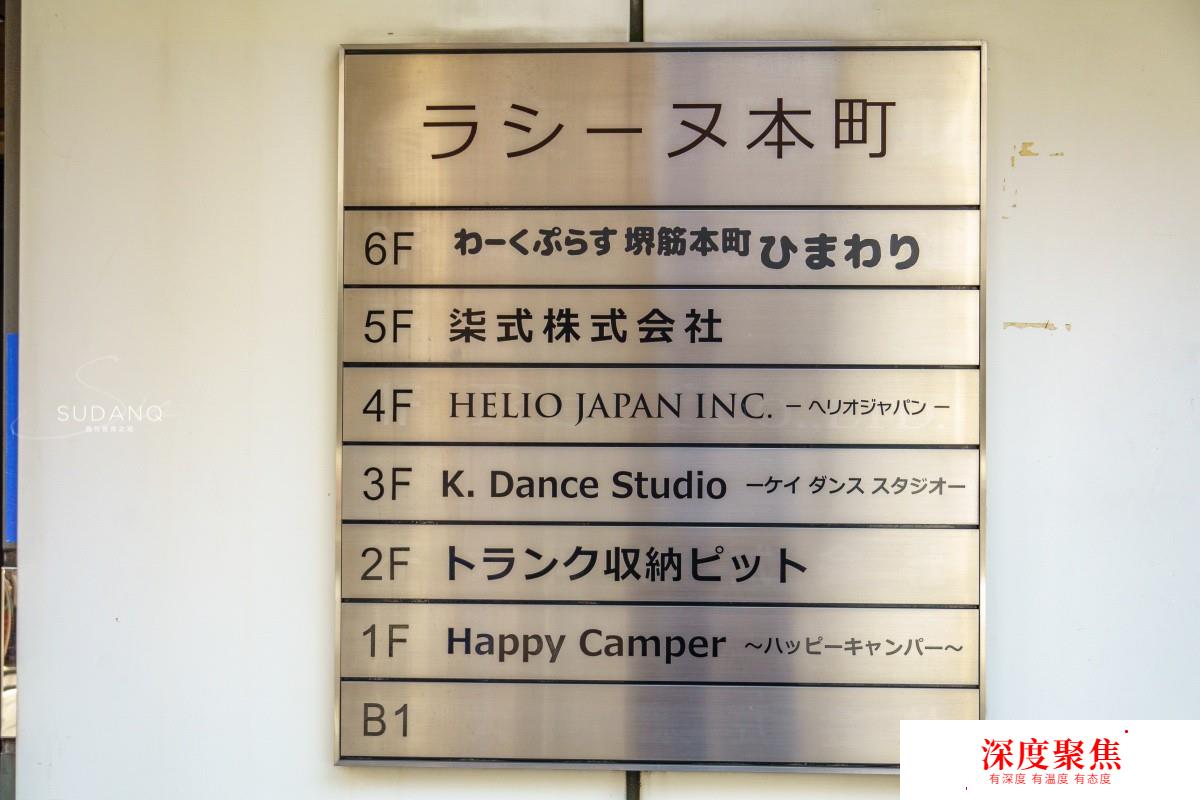 ラシーヌ本町
6F わーくぷらす 堺筋本町 ひまわり
5F 柒式株式会社
4F HELIO JAPAN INC. ー ヘリオジャパン ー
3F K. Dance Studio ーケイ ダンス スタジオー
2F トランク収納ピット
1F Happy Camper ～ハッピーキャンパー～
B1
SUDANQ
深度聚焦
有深度 有温度 有态度